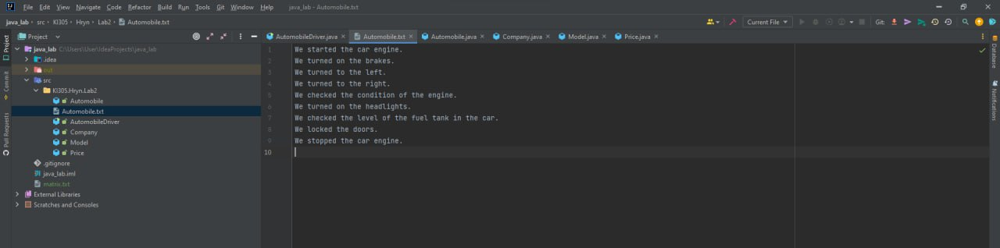 File Edit View Navigate Code Refactor Build Run Tools Git Window Help java_lab - Automobile.txt
java_lab src KI305 Hryn Lab2 Automobile.txt Current File Git:
Project AutomobileDriver.java Automobile.txt Automobile.java Company.java Model.java Price.java
Project
Commit
Pull Requests
java_lab C:\Users\User\IdeaProjects\java_lab
.idea
out
src
KI305.Hryn.Lab2
Automobile
Automobile.txt
AutomobileDriver
Company
Model
Price
.gitignore
java_lab.iml
matrix.txt
External Libraries
Scratches and Consoles
1 We started the car engine.
2 We turned on the brakes.
3 We turned to the left.
4 We turned to the right.
5 We checked the condition of the engine.
6 We turned on the headlights.
7 We checked the level of the fuel tank in the car.
8 We locked the doors.
9 We stopped the car engine.
10
Database
Notifications